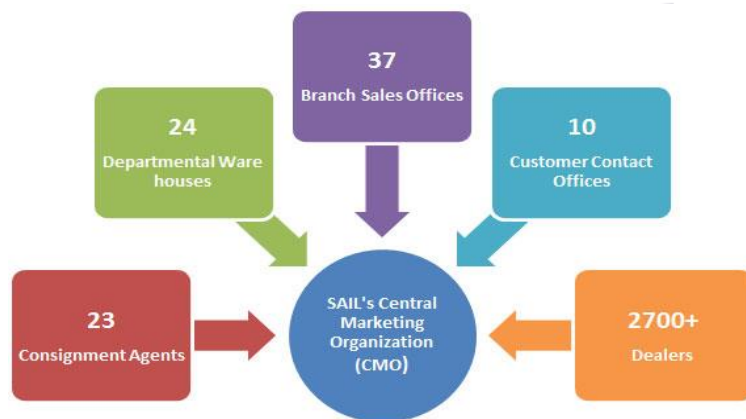 37
Branch Sales Offices
24
Departmental Ware
houses
10
Customer Contact
Offices
23
Consignment Agents
SAIL's Central
Marketing
Organization
(CMO)
2700+
Dealers